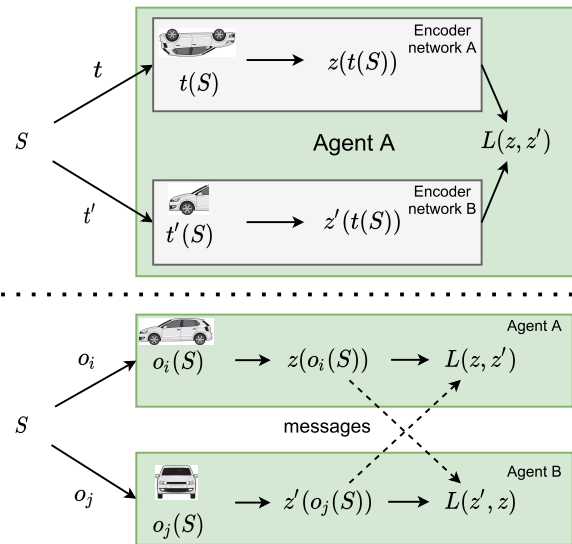 Encoder
network A
t
t(S)
z(t(S))
S
Agent A
L(z, z′)
t′
Encoder
network B
t′(S)
z′(t(S))
Agent A
o_i
o_i(S)
z(o_i(S))
L(z, z′)
S
messages
o_j
Agent B
o_j(S)
z′(o_j(S))
L(z′, z)